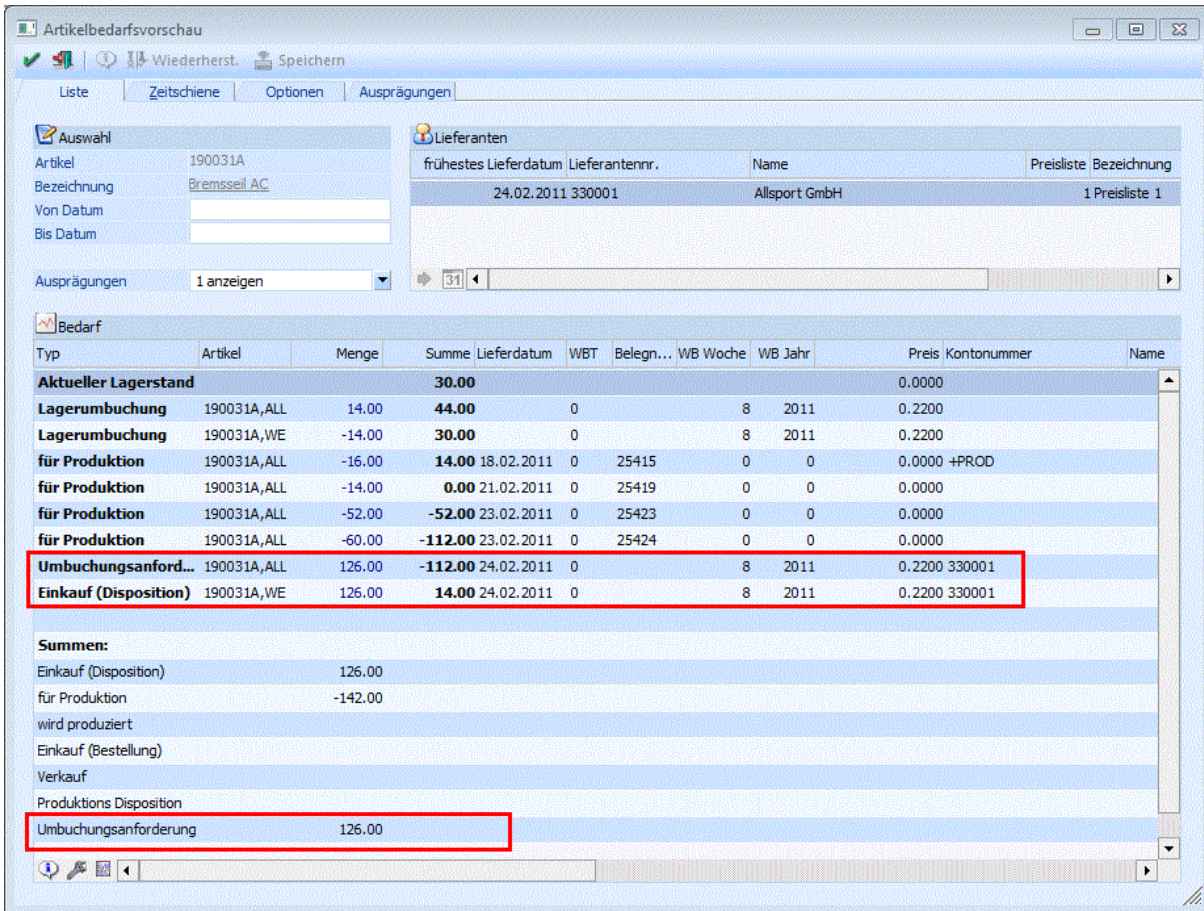 Artikelbedarfsvorschau
Wiederherst. Speichern
Liste Zeitschiene Optionen Ausprägungen
Auswahl
Artikel 190031A
Bezeichnung Bremsseil AC
Von Datum
Bis Datum
Ausprägungen 1 anzeigen
Lieferanten
frühestes Lieferdatum Lieferantennr. Name Preisliste Bezeichnung
24.02.2011 330001 Allsport GmbH 1 Preisliste 1
31
Bedarf
Typ Artikel Menge Summe Lieferdatum WBT Belegn... WB Woche WB Jahr Preis Kontonummer Name
Aktueller Lagerstand 30.00 0.0000
Lagerumbuchung 190031A,ALL 14.00 44.00 0 8 2011 0.2200
Lagerumbuchung 190031A,WE -14.00 30.00 0 8 2011 0.2200
für Produktion 190031A,ALL -16.00 14.00 18.02.2011 0 25415 0 0 0.0000 +PROD
für Produktion 190031A,ALL -14.00 0.00 21.02.2011 0 25419 0 0 0.0000
für Produktion 190031A,ALL -52.00 -52.00 23.02.2011 0 25423 0 0 0.0000
für Produktion 190031A,ALL -60.00 -112.00 23.02.2011 0 25424 0 0 0.0000
Umbuchungsanford... 190031A,ALL 126.00 -112.00 24.02.2011 0 8 2011 0.2200 330001
Einkauf (Disposition) 190031A,WE 126.00 14.00 24.02.2011 0 8 2011 0.2200 330001
Summen:
Einkauf (Disposition) 126.00
für Produktion -142.00
wird produziert
Einkauf (Bestellung)
Verkauf
Produktions Disposition
Umbuchungsanforderung 126.00